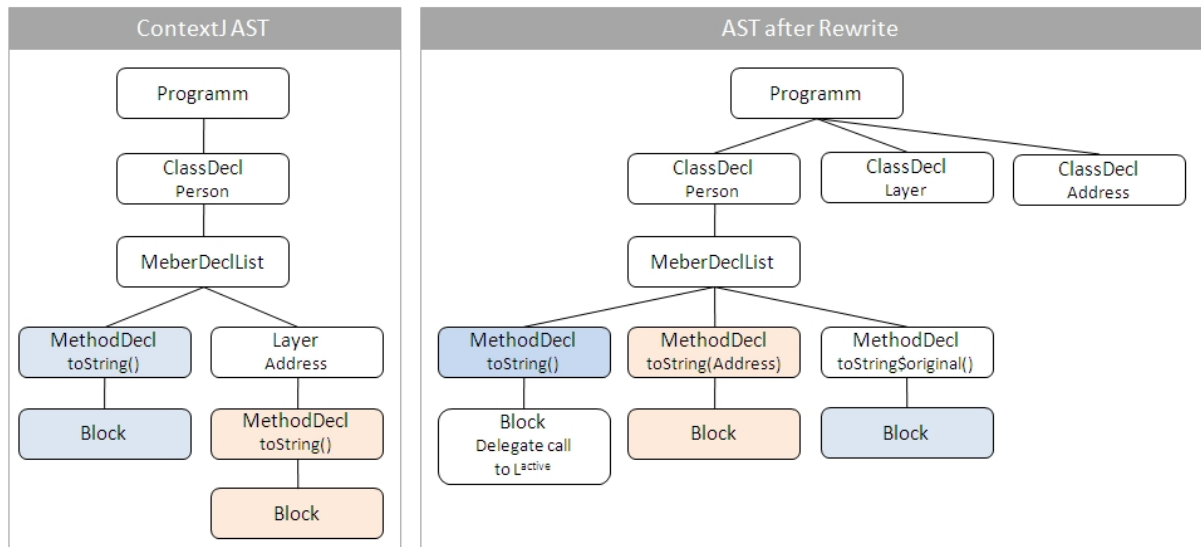 ContextJ AST
Programm
ClassDecl
Person
MeberDeclList
MethodDecl
toString()
Layer
Address
Block
MethodDecl
toString()
Block
AST after Rewrite
Programm
ClassDecl
Person
ClassDecl
Layer
ClassDecl
Address
MeberDeclList
MethodDecl
toString()
MethodDecl
toString(Address)
MethodDecl
toString$original()
Block
Delegate call
to Lactive
Block
Block